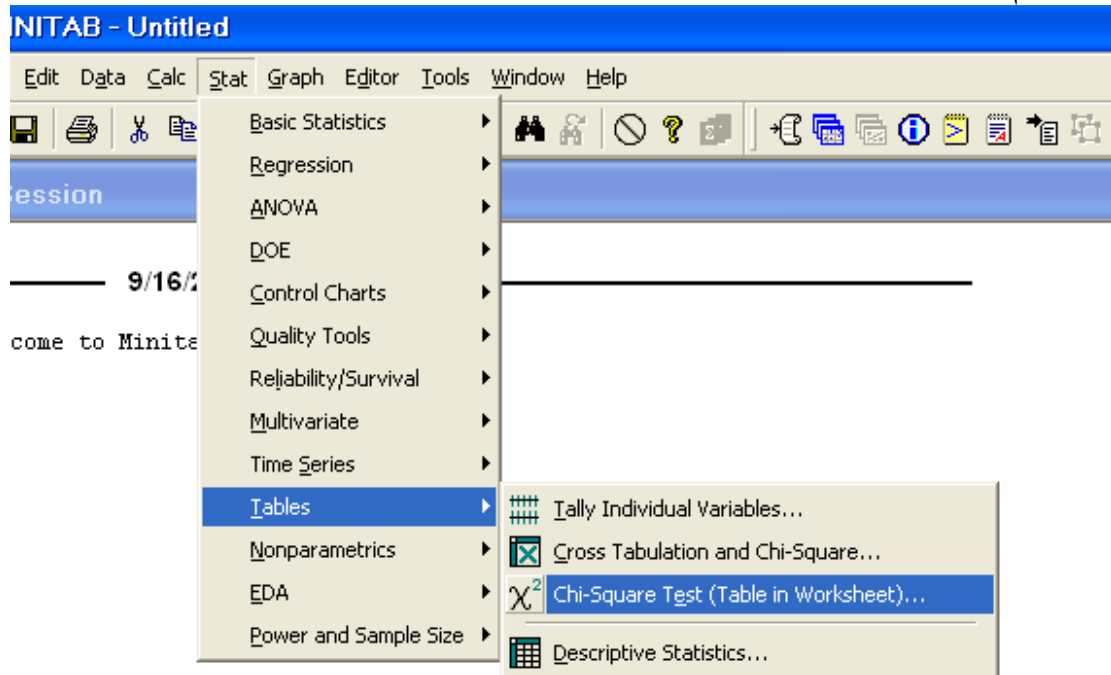 INITAB - Untitled
Edit Data Calc Stat Graph Editor Tools Window Help
Session
9/16/2
come to Minita
Basic Statistics
Regression
ANOVA
DOE
Control Charts
Quality Tools
Reliability/Survival
Multivariate
Time Series
Tables
Nonparametrics
EDA
Power and Sample Size
Tally Individual Variables...
Cross Tabulation and Chi-Square...
χ² Chi-Square Test (Table in Worksheet)...
Descriptive Statistics...